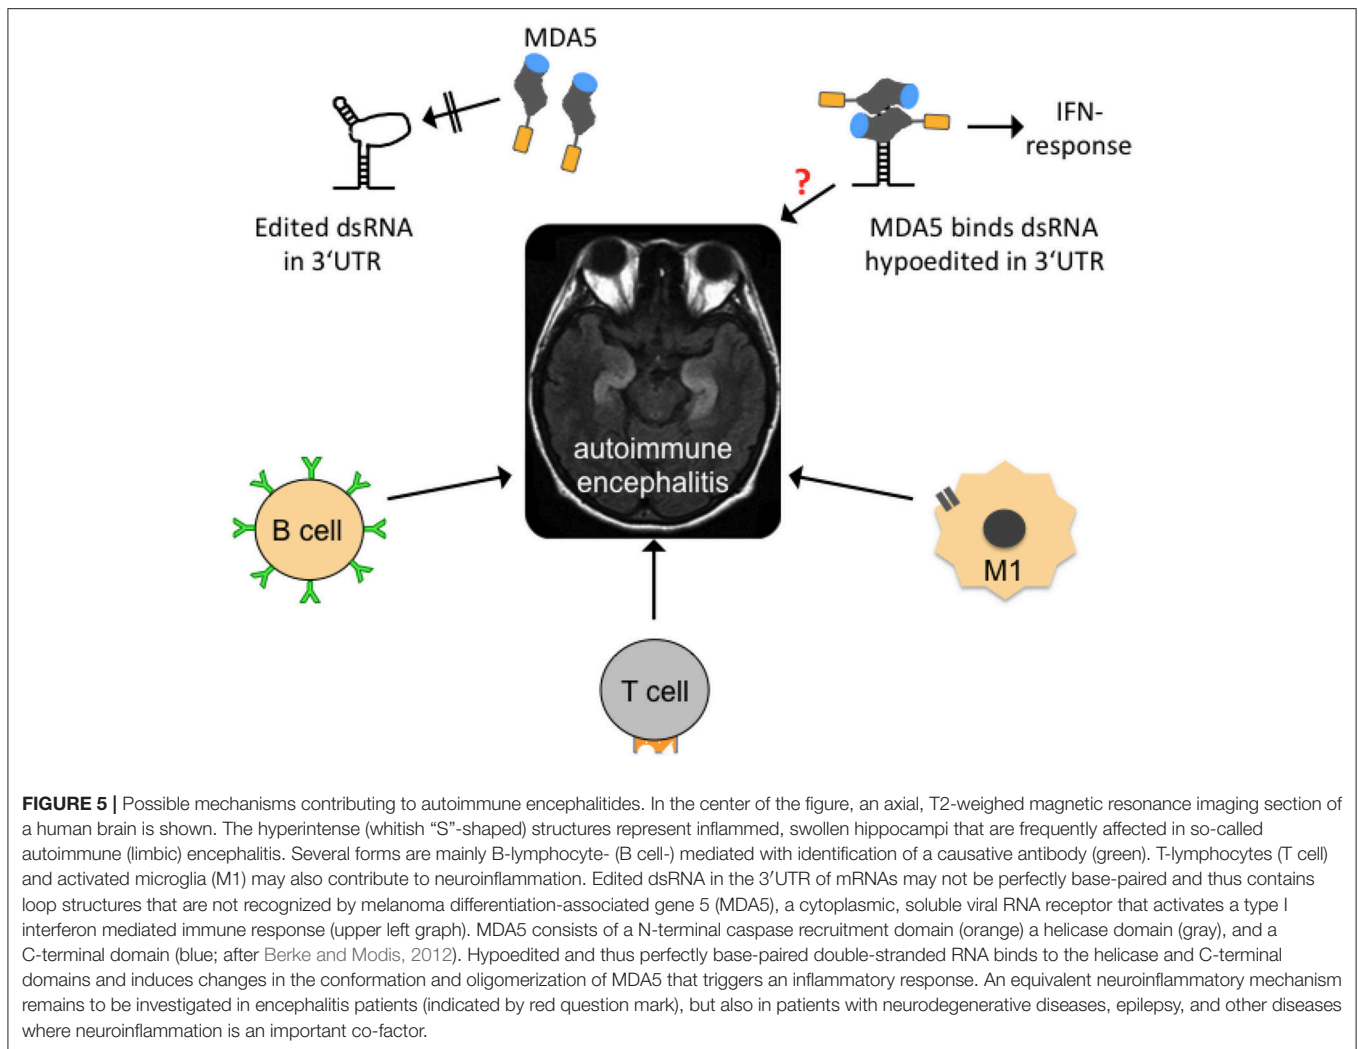 MDA5
IFN-
response
?
Edited dsRNA
in 3‘UTR
MDA5 binds dsRNA
hypoedited in 3‘UTR
autoimmune
encephalitis
B cell
M1
T cell
FIGURE 5 | Possible mechanisms contributing to autoimmune encephalitides. In the center of the figure, an axial, T2-weighed magnetic resonance imaging section of
a human brain is shown. The hyperintense (whitish “S”-shaped) structures represent inflammed, swollen hippocampi that are frequently affected in so-called
autoimmune (limbic) encephalitis. Several forms are mainly B-lymphocyte- (B cell-) mediated with identification of a causative antibody (green). T-lymphocytes (T cell)
and activated microglia (M1) may also contribute to neuroinflammation. Edited dsRNA in the 3′UTR of mRNAs may not be perfectly base-paired and thus contains
loop structures that are not recognized by melanoma differentiation-associated gene 5 (MDA5), a cytoplasmic, soluble viral RNA receptor that activates a type I
interferon mediated immune response (upper left graph). MDA5 consists of a N-terminal caspase recruitment domain (orange) a helicase domain (gray), and a
C-terminal domain (blue; after Berke and Modis, 2012). Hypoedited and thus perfectly base-paired double-stranded RNA binds to the helicase and C-terminal
domains and induces changes in the conformation and oligomerization of MDA5 that triggers an inflammatory response. An equivalent neuroinflammatory mechanism
remains to be investigated in encephalitis patients (indicated by red question mark), but also in patients with neurodegenerative diseases, epilepsy, and other diseases
where neuroinflammation is an important co-factor.